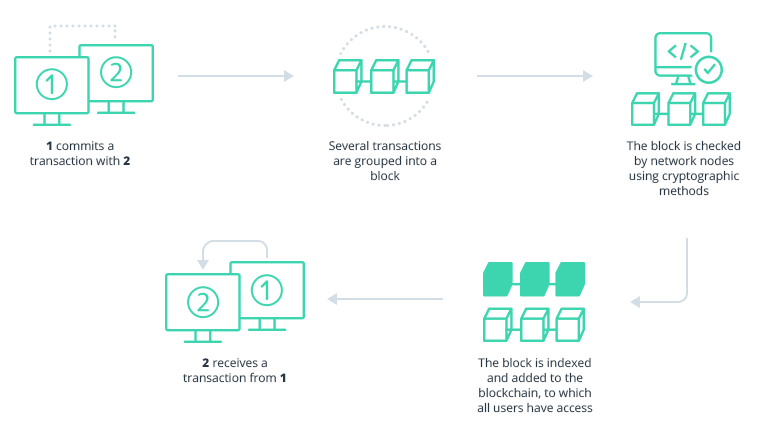 1
2
1 commits a
transaction with 2
Several transactions
are grouped into a
block
</>
The block is checked
by network nodes
using cryptographic
methods
2
1
2 receives a
transaction from 1
The block is indexed
and added to the
blockchain, to which
all users have access